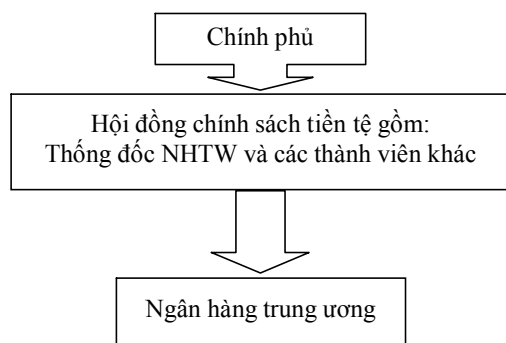 Chính phủ
Hội đồng chính sách tiền tệ gồm:
Thống đốc NHTW và các thành viên khác
Ngân hàng trung ương